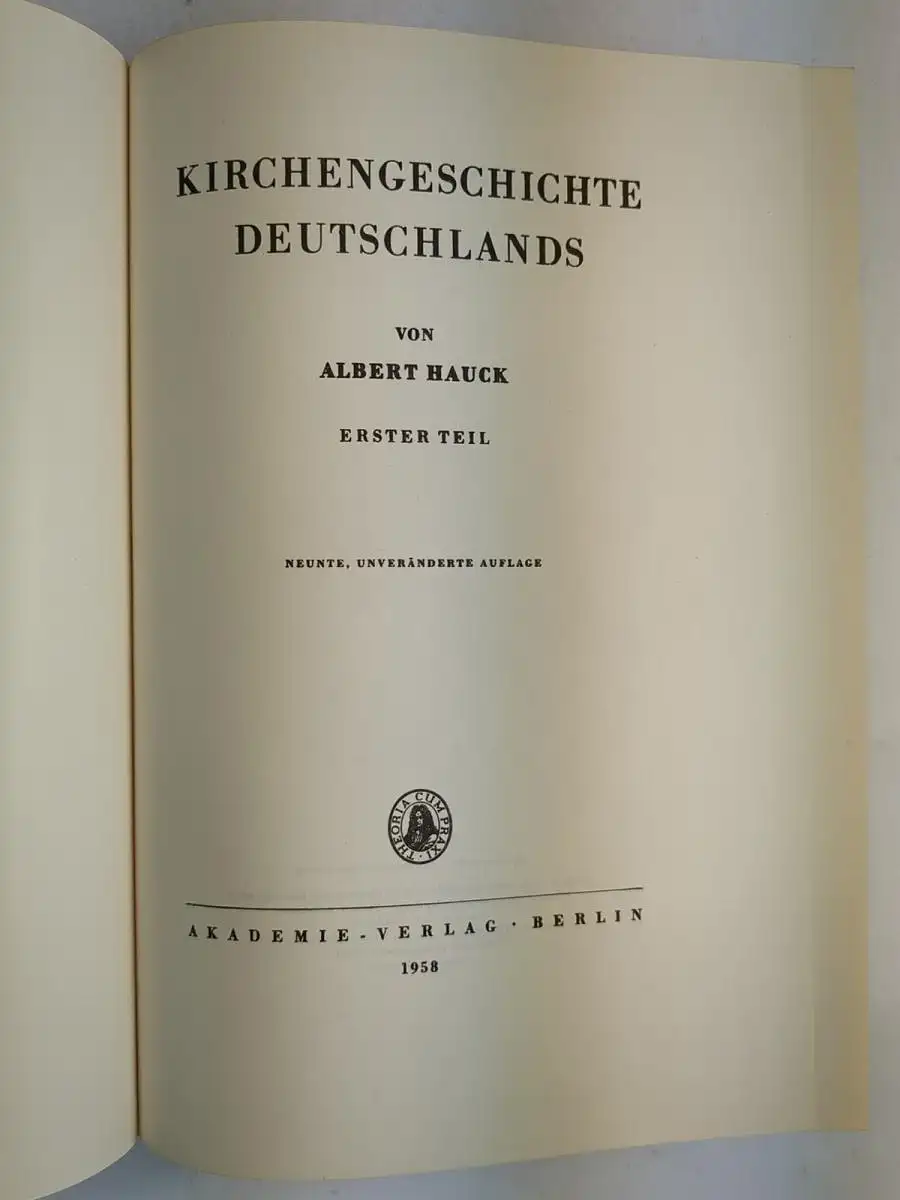 KIRCHENGESCHICHTE
DEUTSCHLANDS
VON
ALBERT HAUCK
ERSTER TEIL
NEUNTE, UNVERÄNDERTE AUFLAGE
THEORIA CUM PRAXI ·
AKADEMIE-VERLAG · BERLIN
1958